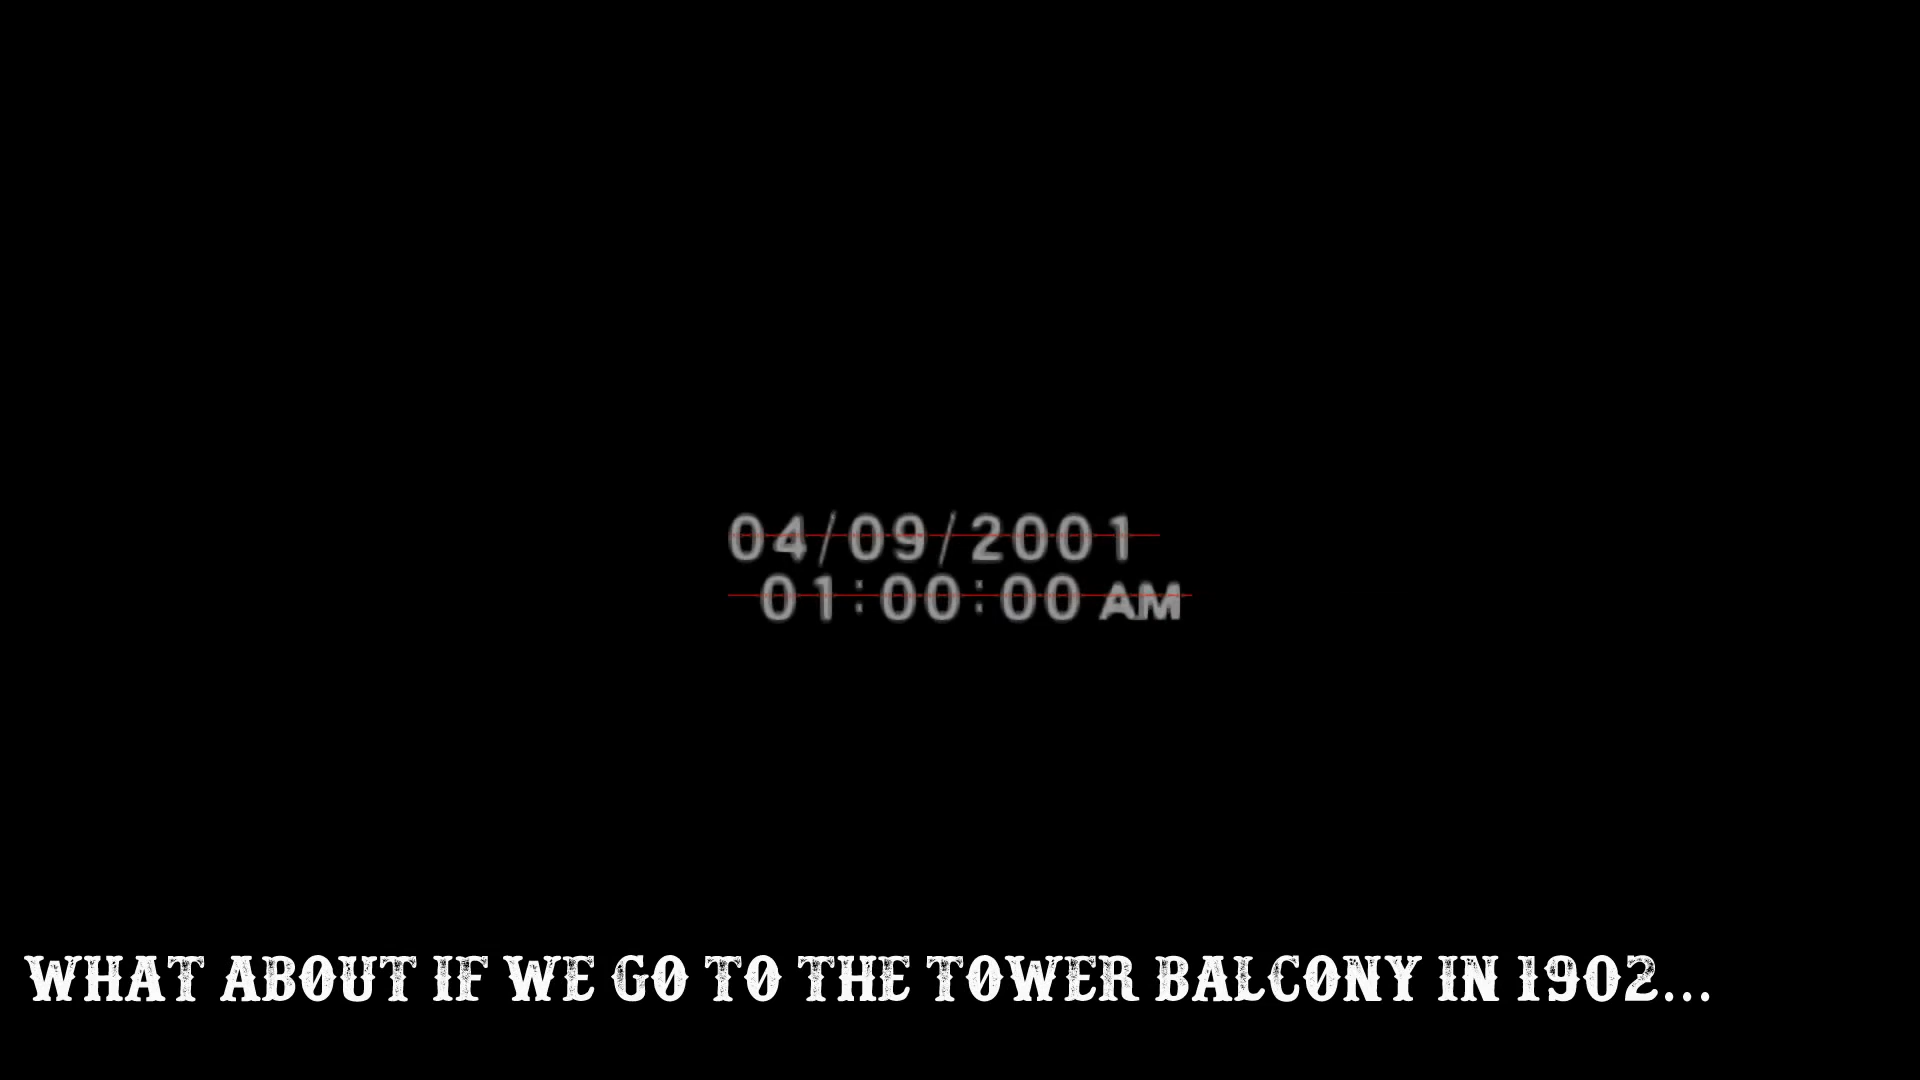 04/09/2001
01:00:00 AM
WHAT ABOUT IF WE GO TO THE TOWER BALCONY IN 1902...